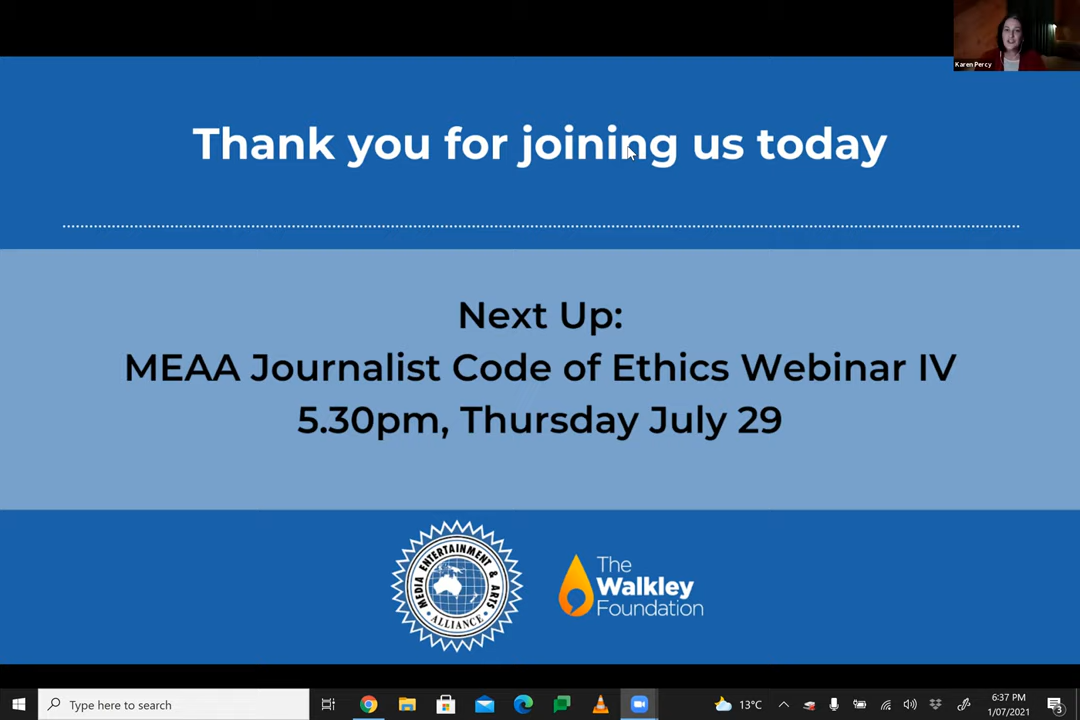 Karen Percy
Thank you for joining us today
Next Up:
MEAA Journalist Code of Ethics Webinar IV
5.30pm, Thursday July 29
MEDIA ENTERTAINMENT & ARTS
• ALLIANCE •
The
Walkley
Foundation
Type here to search
13°C
6:37 PM
1/07/2021
3